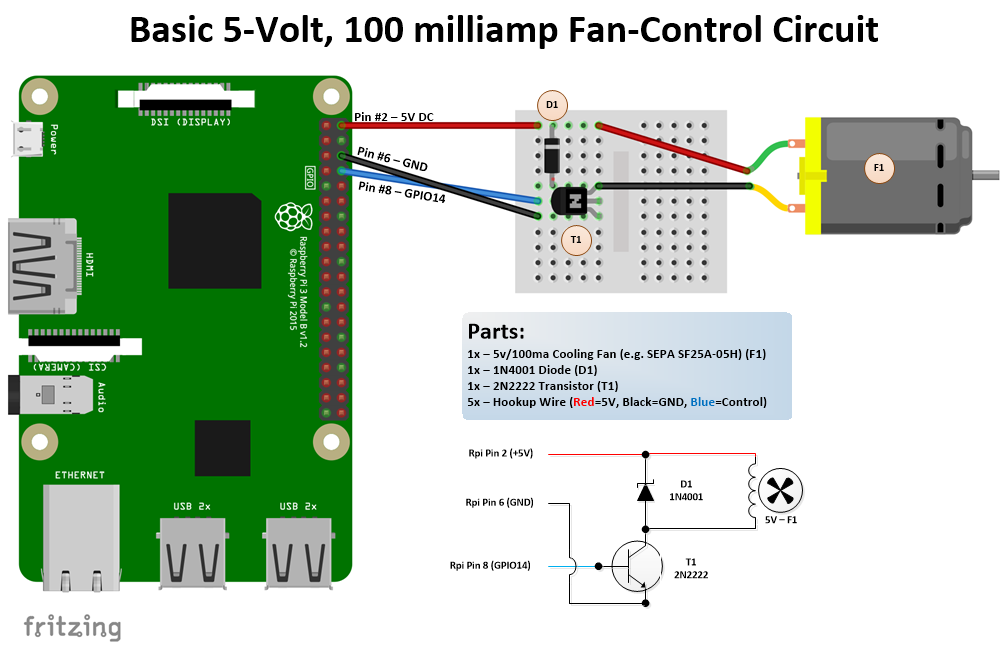 Basic 5-Volt, 100 milliamp Fan-Control Circuit
DSI (DISPLAY)
Power
Pin #2 – 5V DC
Pin #6 – GND
Pin #8 – GPIO14
GPIO
D1
T1
F1
HDMI
Raspberry Pi 3 Model B v1.2
© Raspberry Pi 2015
CSI (CAMERA)
Audio
ETHERNET
USB 2x
USB 2x
Parts:
1x – 5v/100ma Cooling Fan (e.g. SEPA SF25A-05H) (F1)
1x – 1N4001 Diode (D1)
1x – 2N2222 Transistor (T1)
5x – Hookup Wire (Red=5V, Black=GND, Blue=Control)
Rpi Pin 2 (+5V)
D1
1N4001
Rpi Pin 6 (GND)
5V – F1
Rpi Pin 8 (GPIO14)
T1
2N2222
fritzing